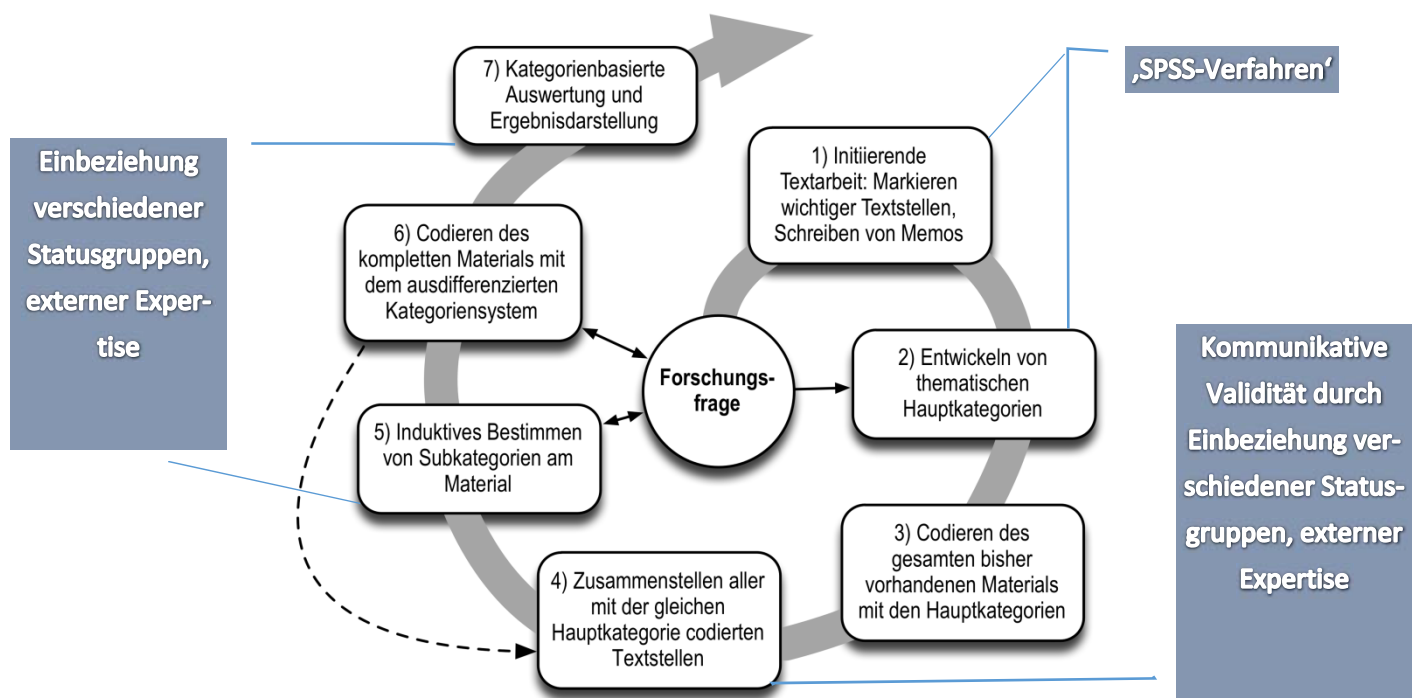 ‚SPSS-Verfahren‘
7) Kategorienbasierte
Auswertung und
Ergebnisdarstellung
Einbeziehung
verschiedener
Statusgruppen,
externer Exper-
tise
1) Initiierende
Textarbeit: Markieren
wichtiger Textstellen,
Schreiben von Memos
6) Codieren des
kompletten Materials mit
dem ausdifferenzierten
Kategoriensystem
Forschungs-
frage
2) Entwickeln von
thematischen
Hauptkategorien
Kommunikative
Validität durch
Einbeziehung ver-
schiedener Status-
gruppen, externer
Expertise
5) Induktives Bestimmen
von Subkategorien am
Material
3) Codieren des
gesamten bisher
vorhandenen Materials
mit den Hauptkategorien
4) Zusammenstellen aller
mit der gleichen
Hauptkategorie codierten
Textstellen